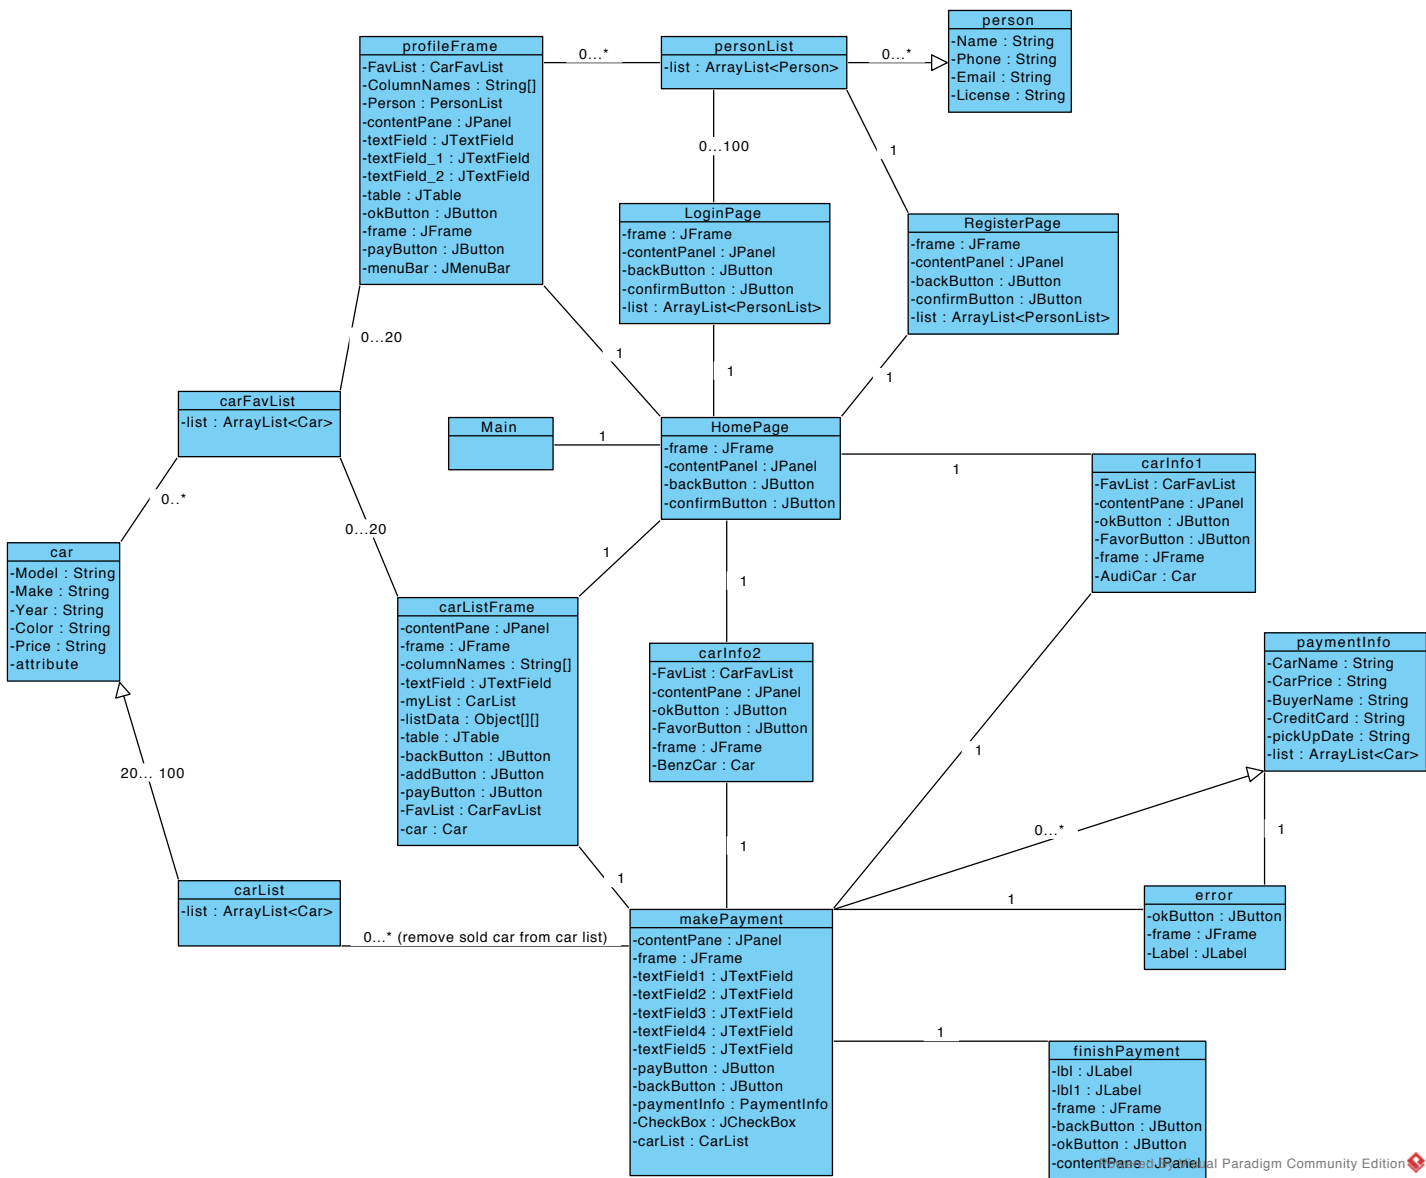 person
-Name : String
-Phone : String
-Email : String
-License : String
profileFrame
-FavList : CarFavList
-ColumnNames : String[]
-Person : PersonList
-contentPane : JPanel
-textField : JTextField
-textField_1 : JTextField
-textField_2 : JTextField
-table : JTable
-okButton : JButton
-frame : JFrame
-payButton : JButton
-menuBar : JMenuBar
0...*
personList
-list : ArrayList<Person>
0...*
0...100
1
LoginPage
-frame : JFrame
-contentPanel : JPanel
-backButton : JButton
-confirmButton : JButton
-list : ArrayList<PersonList>
RegisterPage
-frame : JFrame
-contentPanel : JPanel
-backButton : JButton
-confirmButton : JButton
-list : ArrayList<PersonList>
0...20
1
1
1
carFavList
-list : ArrayList<Car>
Main
1
HomePage
-frame : JFrame
-contentPanel : JPanel
-backButton : JButton
-confirmButton : JButton
1
carInfo1
-FavList : CarFavList
-contentPane : JPanel
-okButton : JButton
-FavorButton : JButton
-frame : JFrame
-AudiCar : Car
0..*
0...20
1
1
car
-Model : String
-Make : String
-Year : String
-Color : String
-Price : String
-attribute
carListFrame
-contentPane : JPanel
-frame : JFrame
-columnNames : String[]
-textField : JTextField
-myList : CarList
-listData : Object[][]
-table : JTable
-backButton : JButton
-addButton : JButton
-payButton : JButton
-FavList : CarFavList
-car : Car
carInfo2
-FavList : CarFavList
-contentPane : JPanel
-okButton : JButton
-FavorButton : JButton
-frame : JFrame
-BenzCar : Car
paymentInfo
-CarName : String
-CarPrice : String
-BuyerName : String
-CreditCard : String
-pickUpDate : String
-list : ArrayList<Car>
1
20... 100
0...*
1
1
1
carList
-list : ArrayList<Car>
0...* (remove sold car from car list)
1
error
-okButton : JButton
-frame : JFrame
-Label : JLabel
makePayment
-contentPane : JPanel
-frame : JFrame
-textField1 : JTextField
-textField2 : JTextField
-textField3 : JTextField
-textField4 : JTextField
-textField5 : JTextField
-payButton : JButton
-backButton : JButton
-paymentInfo : PaymentInfo
-CheckBox : JCheckBox
-carList : CarList
1
finishPayment
-lbl : JLabel
-lbl1 : JLabel
-frame : JFrame
-backButton : JButton
-okButton : JButton
-contentPane : JPanel
Powered By Visual Paradigm Community Edition